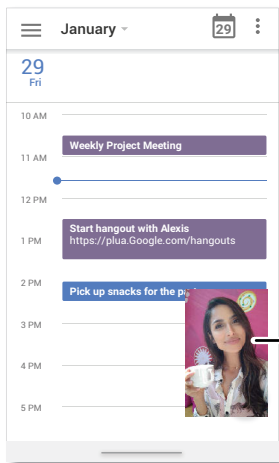 January
29
29
Fri
10 AM
Weekly Project Meeting
11 AM
12 PM
Start hangout with Alexis
https://plua.Google.com/hangouts
1 PM
2 PM
Pick up snacks for the
3 PM
4 PM
5 PM